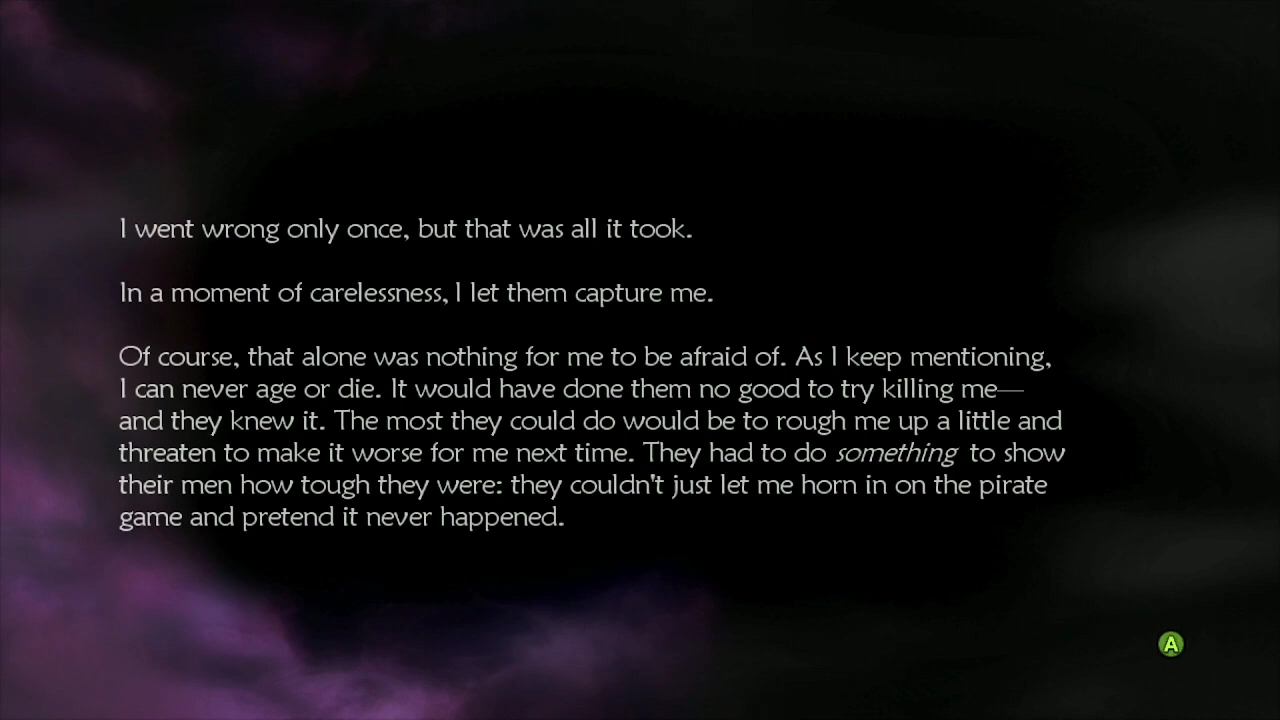 I went wrong only once, but that was all it took.
In a moment of carelessness, I let them capture me.
Of course, that alone was nothing for me to be afraid of. As I keep mentioning,
I can never age or die. It would have done them no good to try killing me—
and they knew it. The most they could do would be to rough me up a little and
threaten to make it worse for me next time. They had to do something to show
their men how tough they were: they couldn't just let me horn in on the pirate
game and pretend it never happened.
A